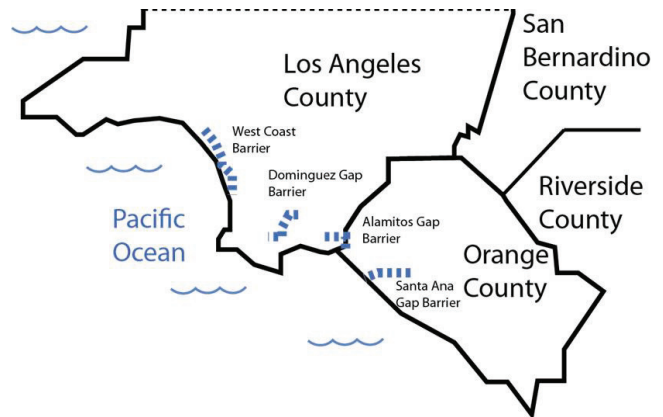 San
Bernardino
County
Los Angeles
County
West Coast
Barrier
Dominguez Gap
Barrier
Riverside
County
Pacific
Ocean
Alamitos Gap
Barrier
Orange
County
Santa Ana
Gap Barrier